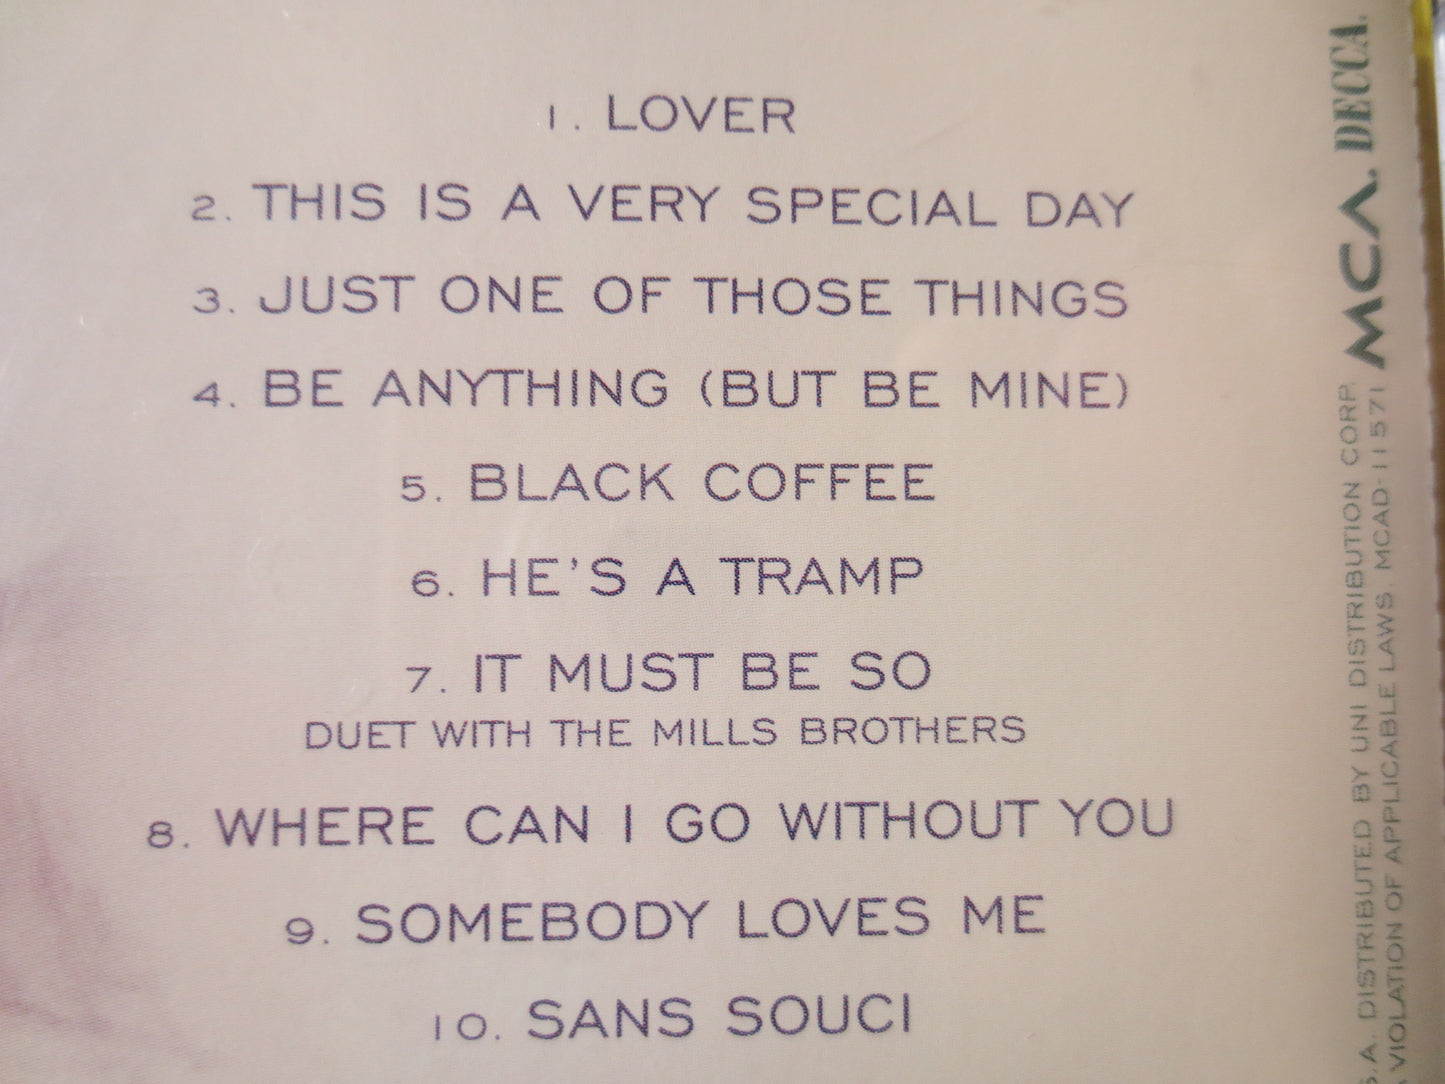 1. LOVER
2. THIS IS A VERY SPECIAL DAY
3. JUST ONE OF THOSE THINGS
4. BE ANYTHING (BUT BE MINE)
5. BLACK COFFEE
6. HE'S A TRAMP
7. IT MUST BE SO
DUET WITH THE MILLS BROTHERS
8. WHERE CAN I GO WITHOUT YOU
9. SOMEBODY LOVES ME
10. SANS SOUCI
MCA. DECCA.
.A. DISTRIBUTED BY UNI DISTRIBUTION CORP.
VIOLATION OF APPLICABLE LAWS. MCAD-11571